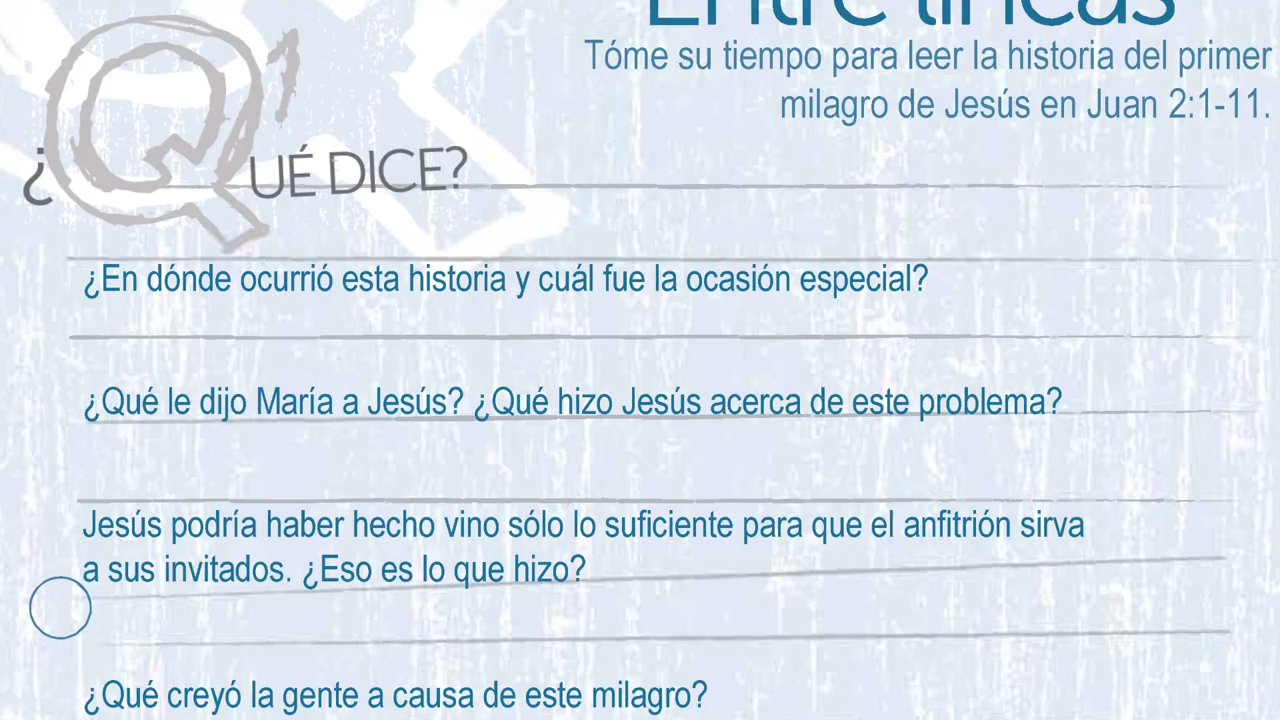 Entre líneas
Tóme su tiempo para leer la historia del primer
milagro de Jesús en Juan 2:1-11.
¿QUÉ DICE?
¿En dónde ocurrió esta historia y cuál fue la ocasión especial?
¿Qué le dijo María a Jesús? ¿Qué hizo Jesús acerca de este problema?
Jesús podría haber hecho vino sólo lo suficiente para que el anfitrión sirva
a sus invitados. ¿Eso es lo que hizo?
¿Qué creyó la gente a causa de este milagro?